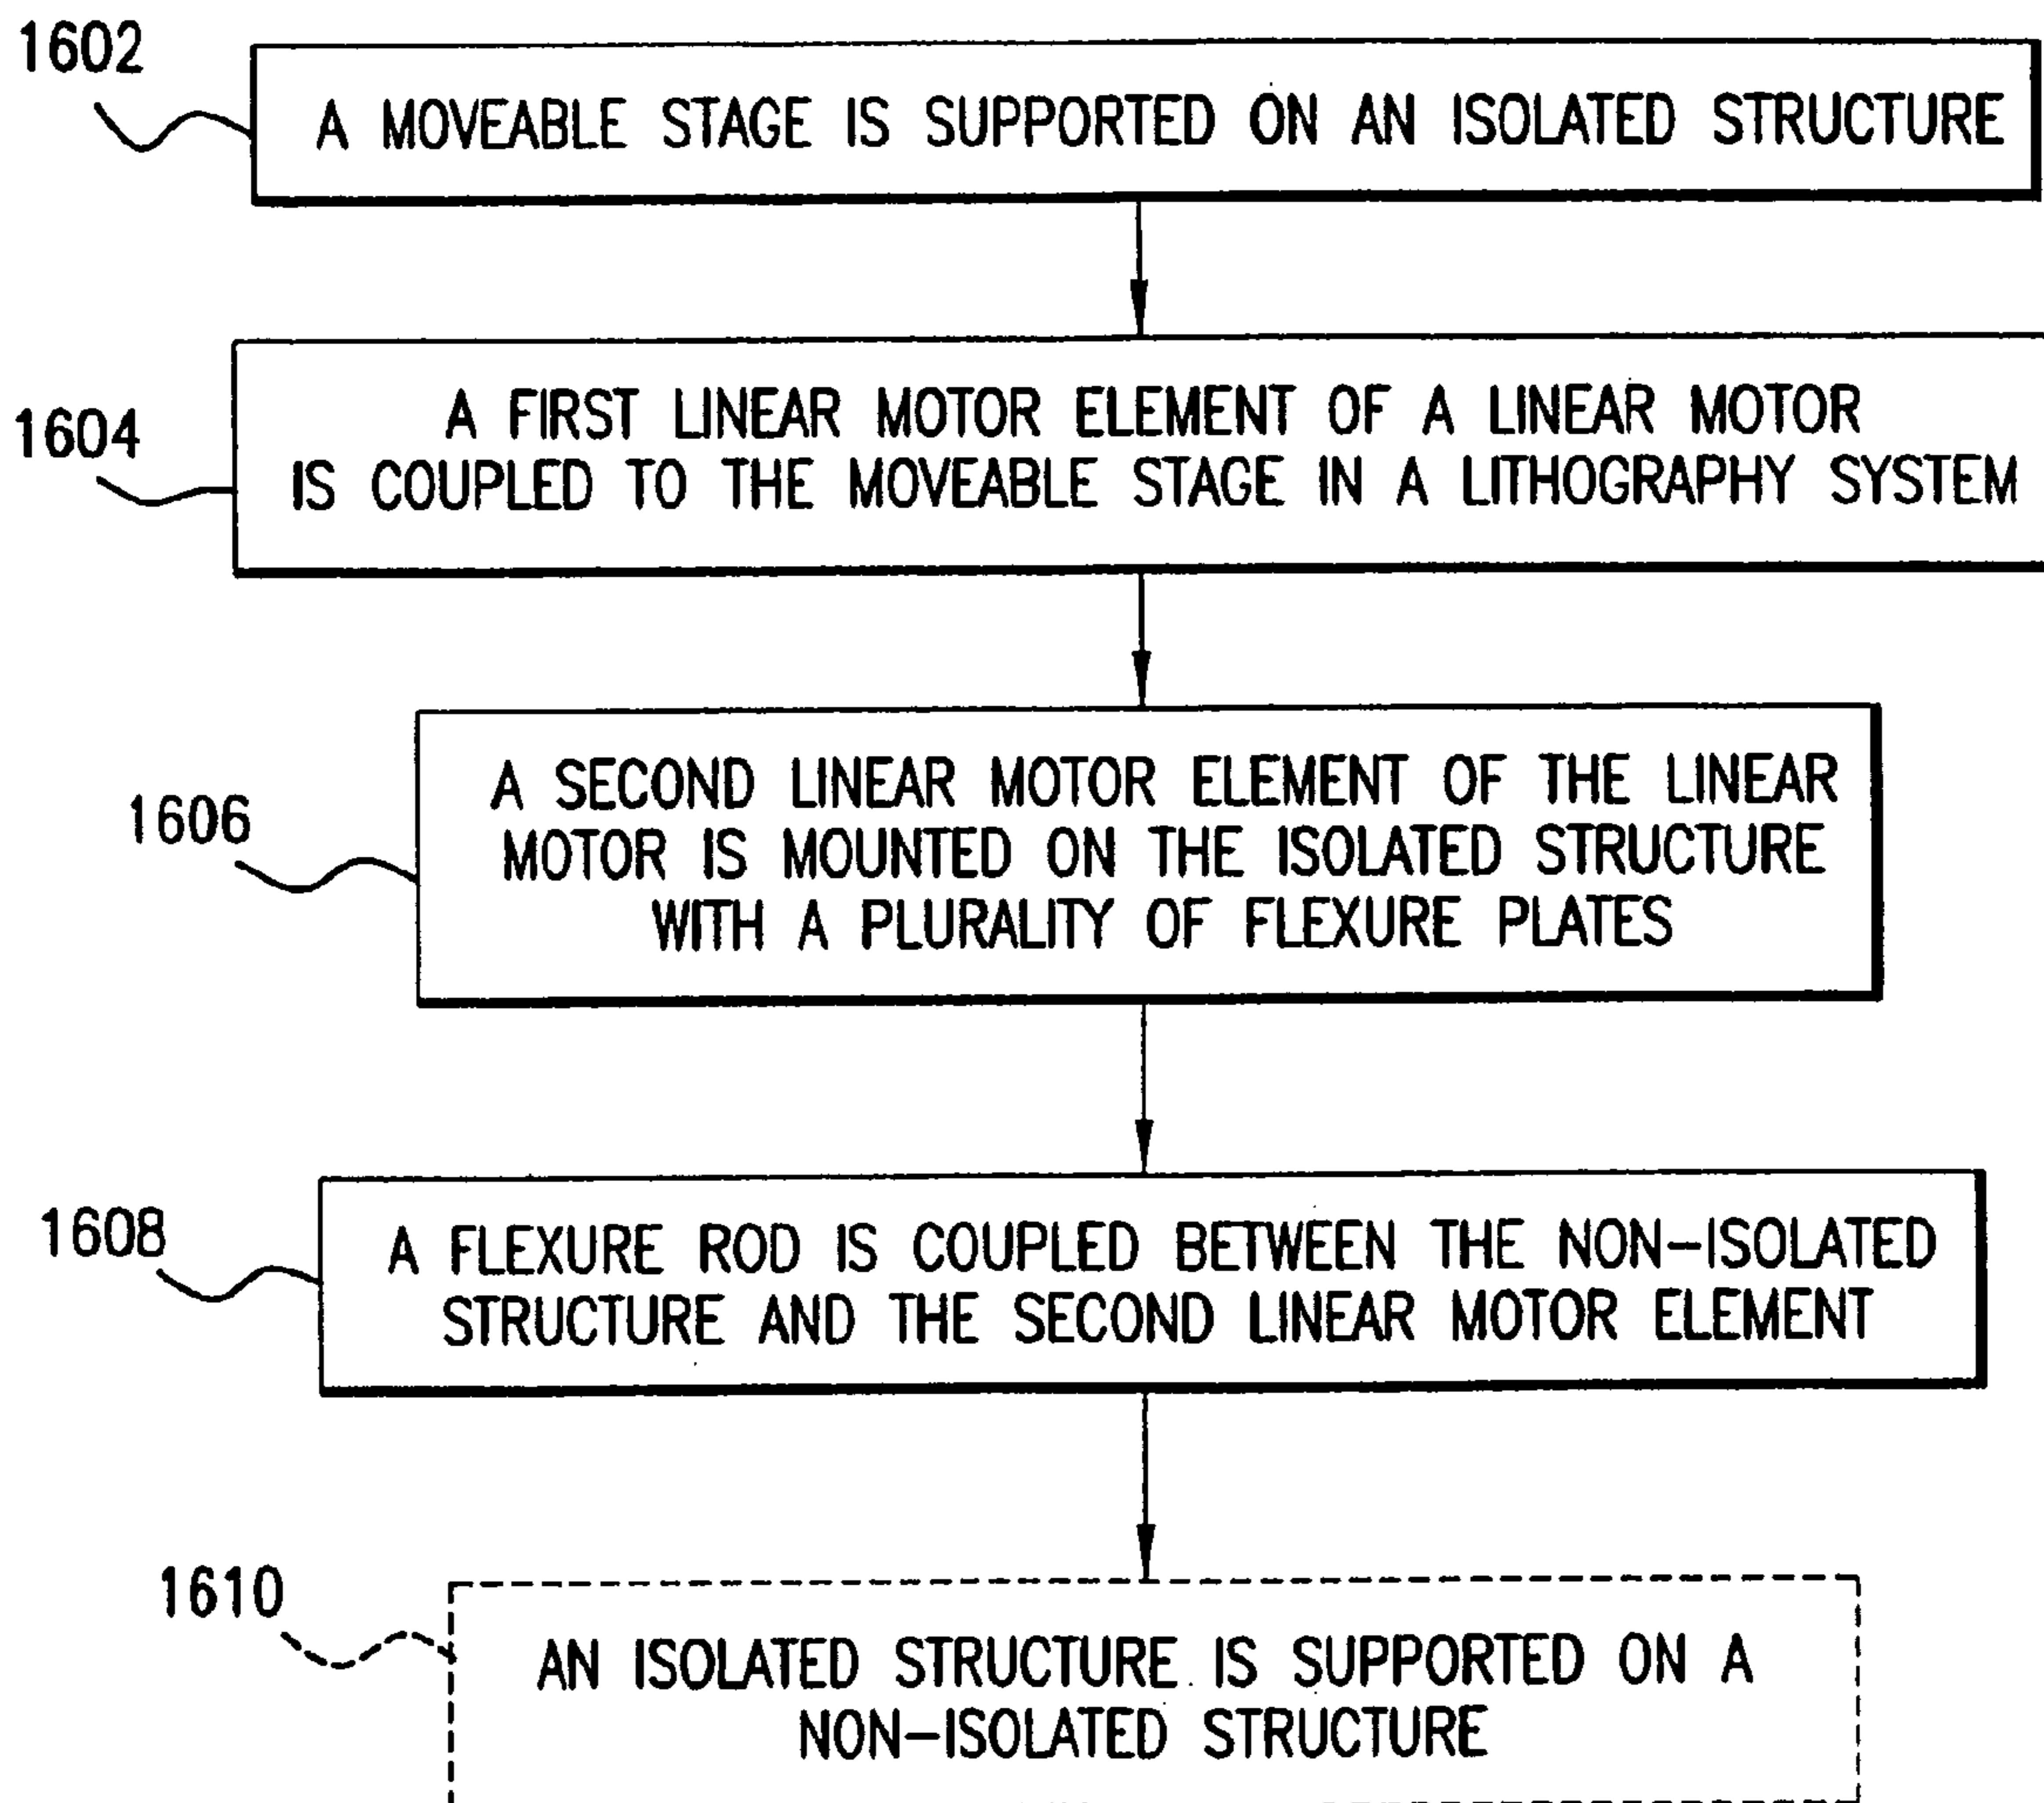 1602
A MOVEABLE STAGE IS SUPPORTED ON AN ISOLATED STRUCTURE
1604
A FIRST LINEAR MOTOR ELEMENT OF A LINEAR MOTOR
IS COUPLED TO THE MOVEABLE STAGE IN A LITHOGRAPHY SYSTEM
1606
A SECOND LINEAR MOTOR ELEMENT OF THE LINEAR
MOTOR IS MOUNTED ON THE ISOLATED STRUCTURE
WITH A PLURALITY OF FLEXURE PLATES
1608
A FLEXURE ROD IS COUPLED BETWEEN THE NON-ISOLATED
STRUCTURE AND THE SECOND LINEAR MOTOR ELEMENT
1610
AN ISOLATED STRUCTURE IS SUPPORTED ON A
NON-ISOLATED STRUCTURE